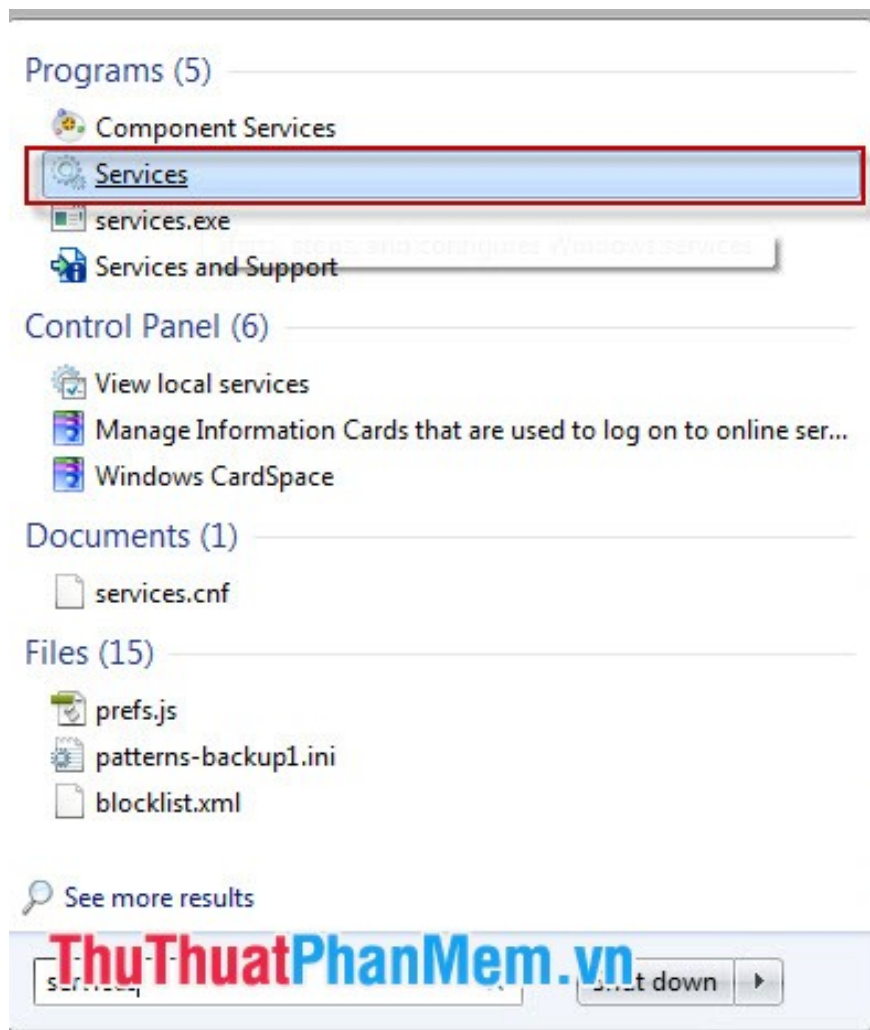 Programs (5)
Component Services
Services
services.exe
Services and Support
Control Panel (6)
View local services
Manage Information Cards that are used to log on to online ser...
Windows CardSpace
Documents (1)
services.cnf
Files (15)
prefs.js
patterns-backup1.ini
blocklist.xml
See more results
ThuThuatPhanMem.vn
down